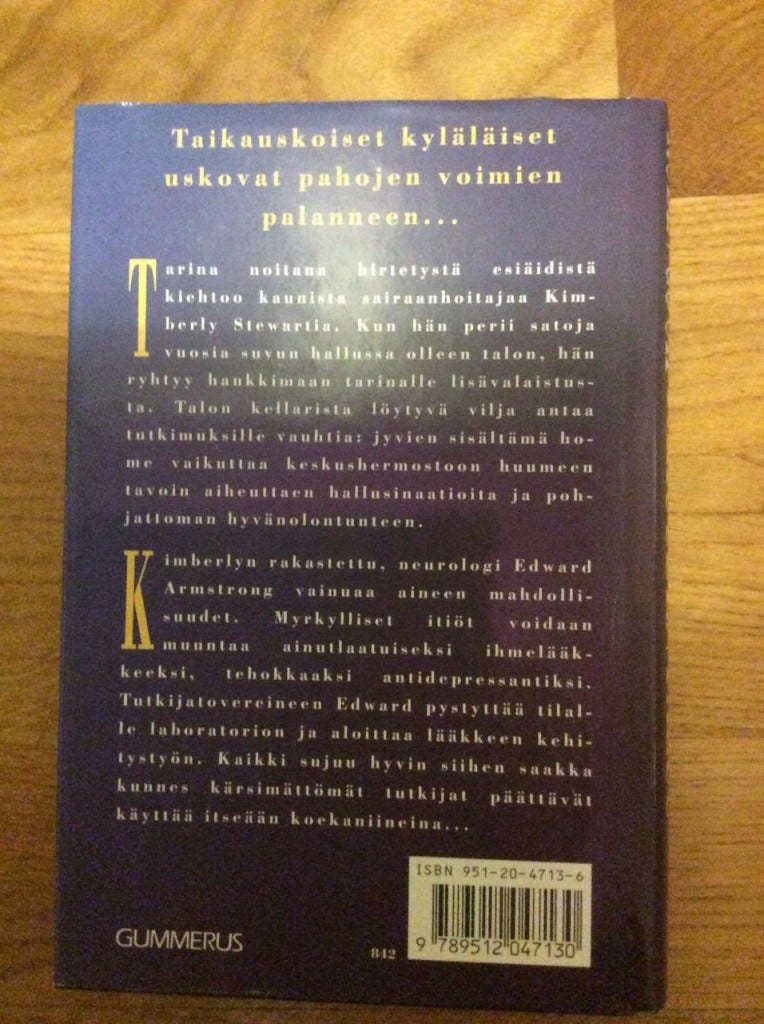 Taikauskoiset kyläläiset
uskovat pahojen voimien
palanneen...
Tarina noitana hirtetystä esiäidistä
kiehtoo kaunista sairaanhoitajaa Kim-
berly Stewartia. Kun hän perii satoja
vuosia suvun hallussa olleen talon, hän
ryhtyy hankkimaan tarinalle lisävalaistus-
ta. Talon kellarista löytyvä vilja antaa
tutkimuksille vauhtia: jyvien sisältämä ho-
me vaikuttaa keskushermostoon huumeen
tavoin aiheuttaen hallusinaatioita ja poh-
jattoman hyvänolontunteen.
Kimberlyn rakastettu, neurologi Edward
Armstrong vainuaa aineen mahdolli-
suudet. Myrkylliset itiöt voidaan
muuntaa ainutlaatuiseksi ihmelääk-
keeksi, tehokkaaksi antidepressantiksi.
Tutkijatovereineen Edward pystyttää tilal-
le laboratorion ja aloittaa lääkkeen kehi-
tystyön. Kaikki sujuu hyvin siihen saakka
kunnes kärsimättömät tutkijat päättävät
käyttää itseään koekaniineina...
ISBN 951-20-4713-6
9 789512 047130
GUMMERUS
842